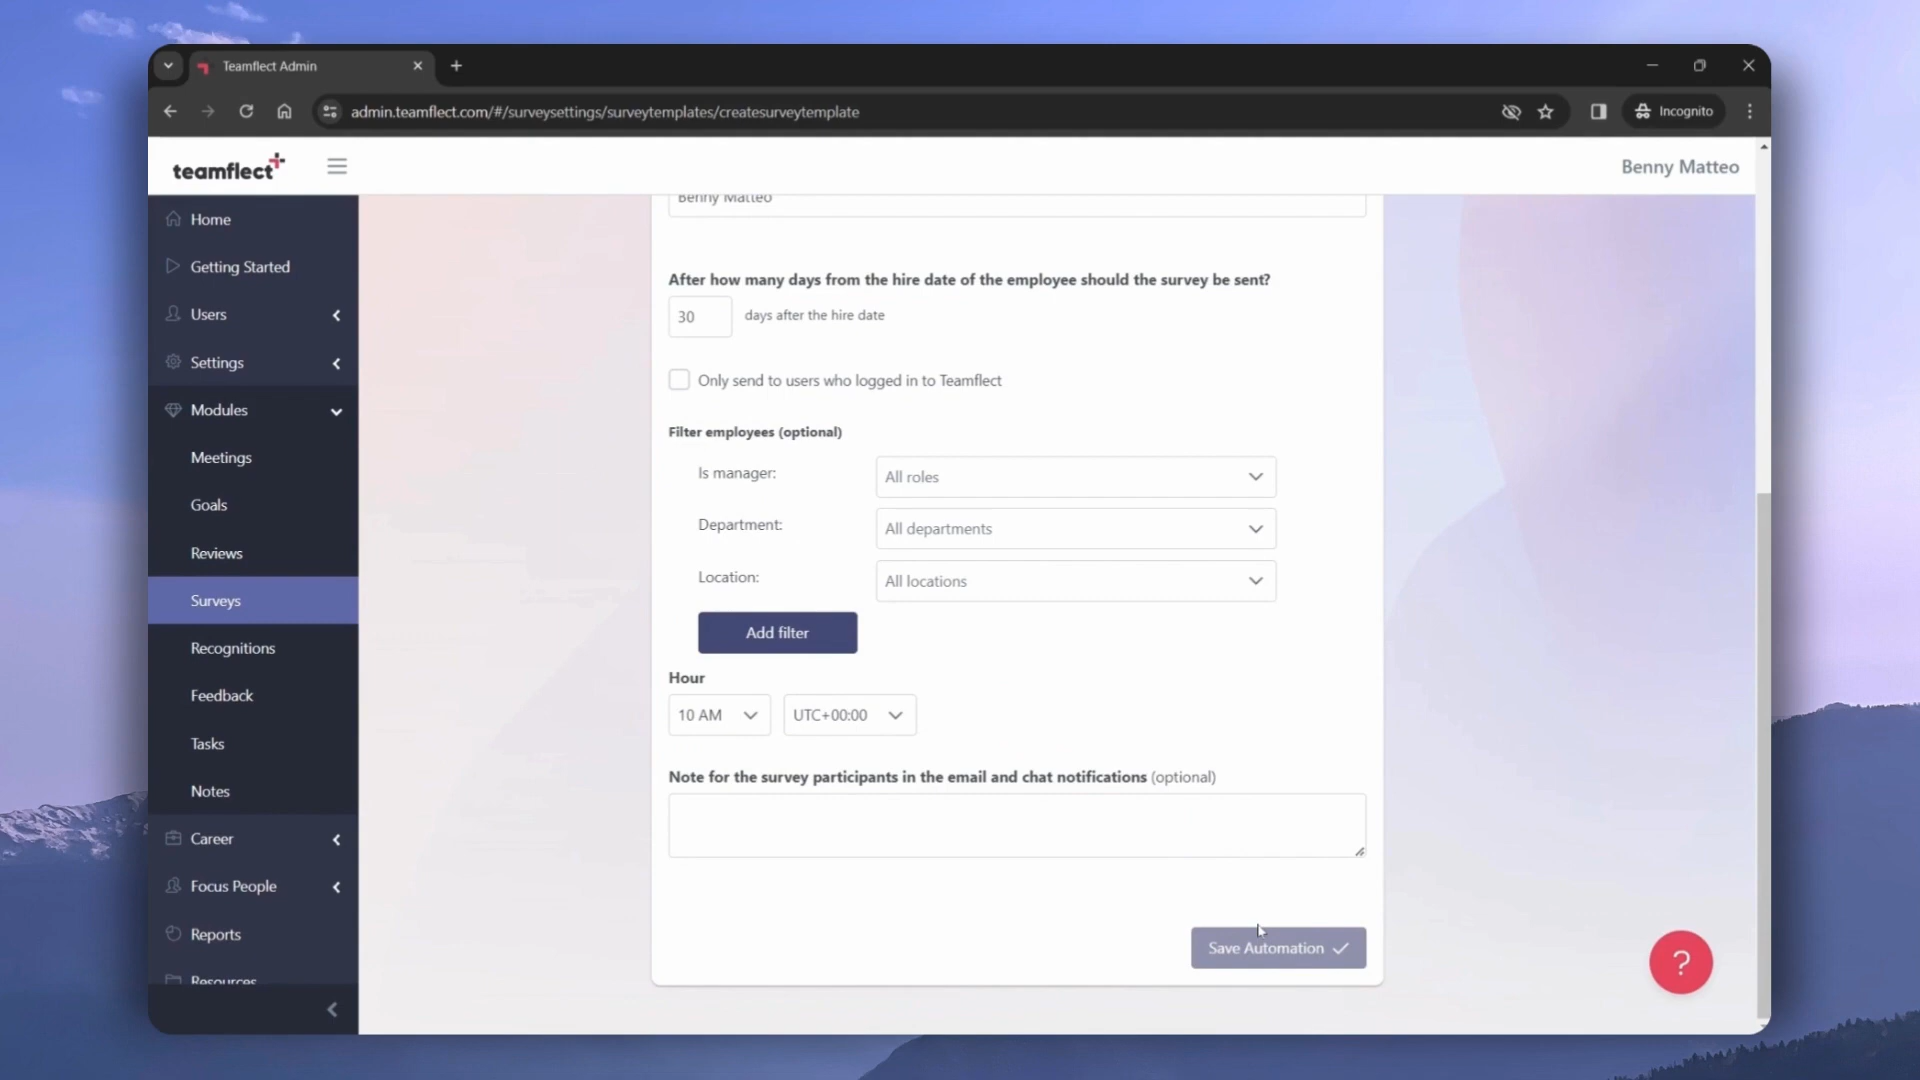 Teamflect Admin
admin.teamflect.com/#/surveysettings/surveytemplates/createsurveytemplate
Incognito
teamflect
Benny Matteo
Home
Getting Started
Users
Settings
Modules
Meetings
Goals
Reviews
Surveys
Recognitions
Feedback
Tasks
Notes
Career
Focus People
Reports
Resources
Benny Matteo
After how many days from the hire date of the employee should the survey be sent?
30 days after the hire date
Only send to users who logged in to Teamflect
Filter employees (optional)
Is manager: All roles
Department: All departments
Location: All locations
Add filter
Hour
10 AM UTC+00:00
Note for the survey participants in the email and chat notifications (optional)
Save Automation
?